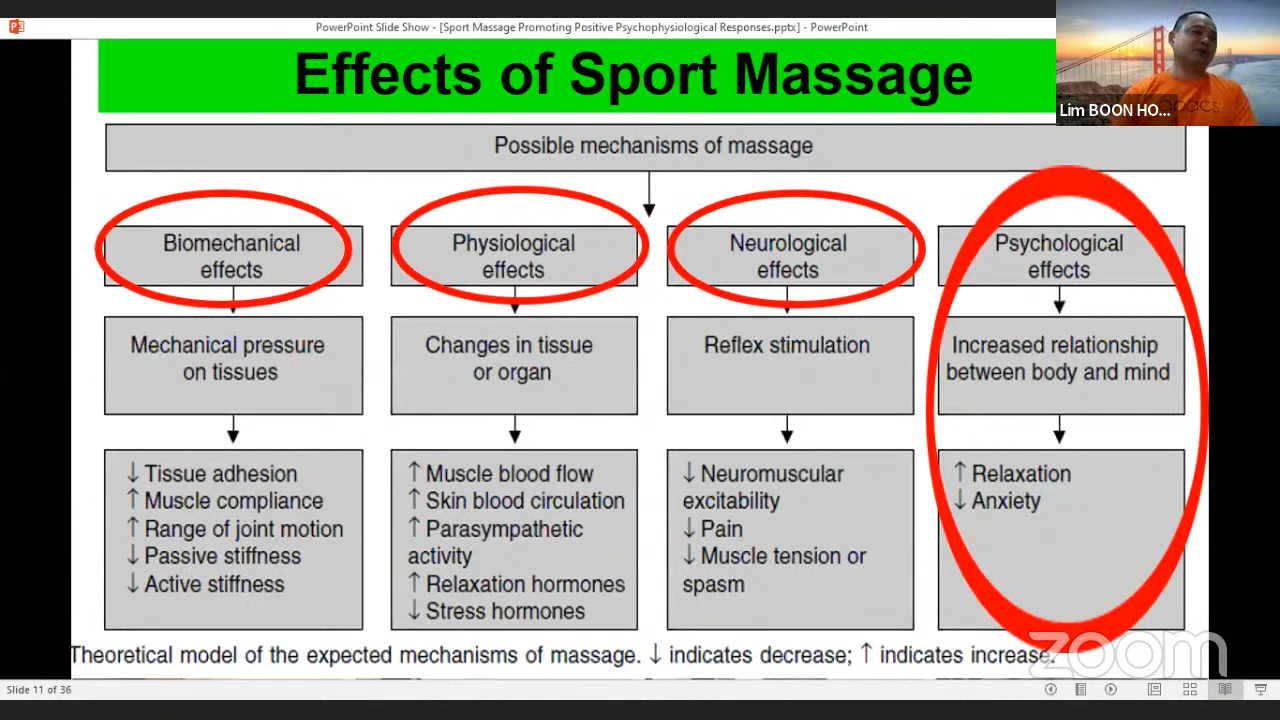 PowerPoint Slide Show - [Sport Massage Promoting Positive Psychophysiological Responses.pptx] - PowerPoint
Effects of Sport Massage
apacs
Lim BOON HO...
Possible mechanisms of massage
Biomechanical
effects
Physiological
effects
Neurological
effects
Psychological
effects
Mechanical pressure
on tissues
Changes in tissue
or organ
Reflex stimulation
Increased relationship
between body and mind
↓ Tissue adhesion
↑ Muscle compliance
↑ Range of joint motion
↓ Passive stiffness
↓ Active stiffness
↑ Muscle blood flow
↑ Skin blood circulation
↑ Parasympathetic
activity
↑ Relaxation hormones
↓ Stress hormones
↓ Neuromuscular
excitability
↓ Pain
↓ Muscle tension or
spasm
↑ Relaxation
↓ Anxiety
Theoretical model of the expected mechanisms of massage. ↓ indicates decrease; ↑ indicates increase.
zoom
Slide 11 of 36